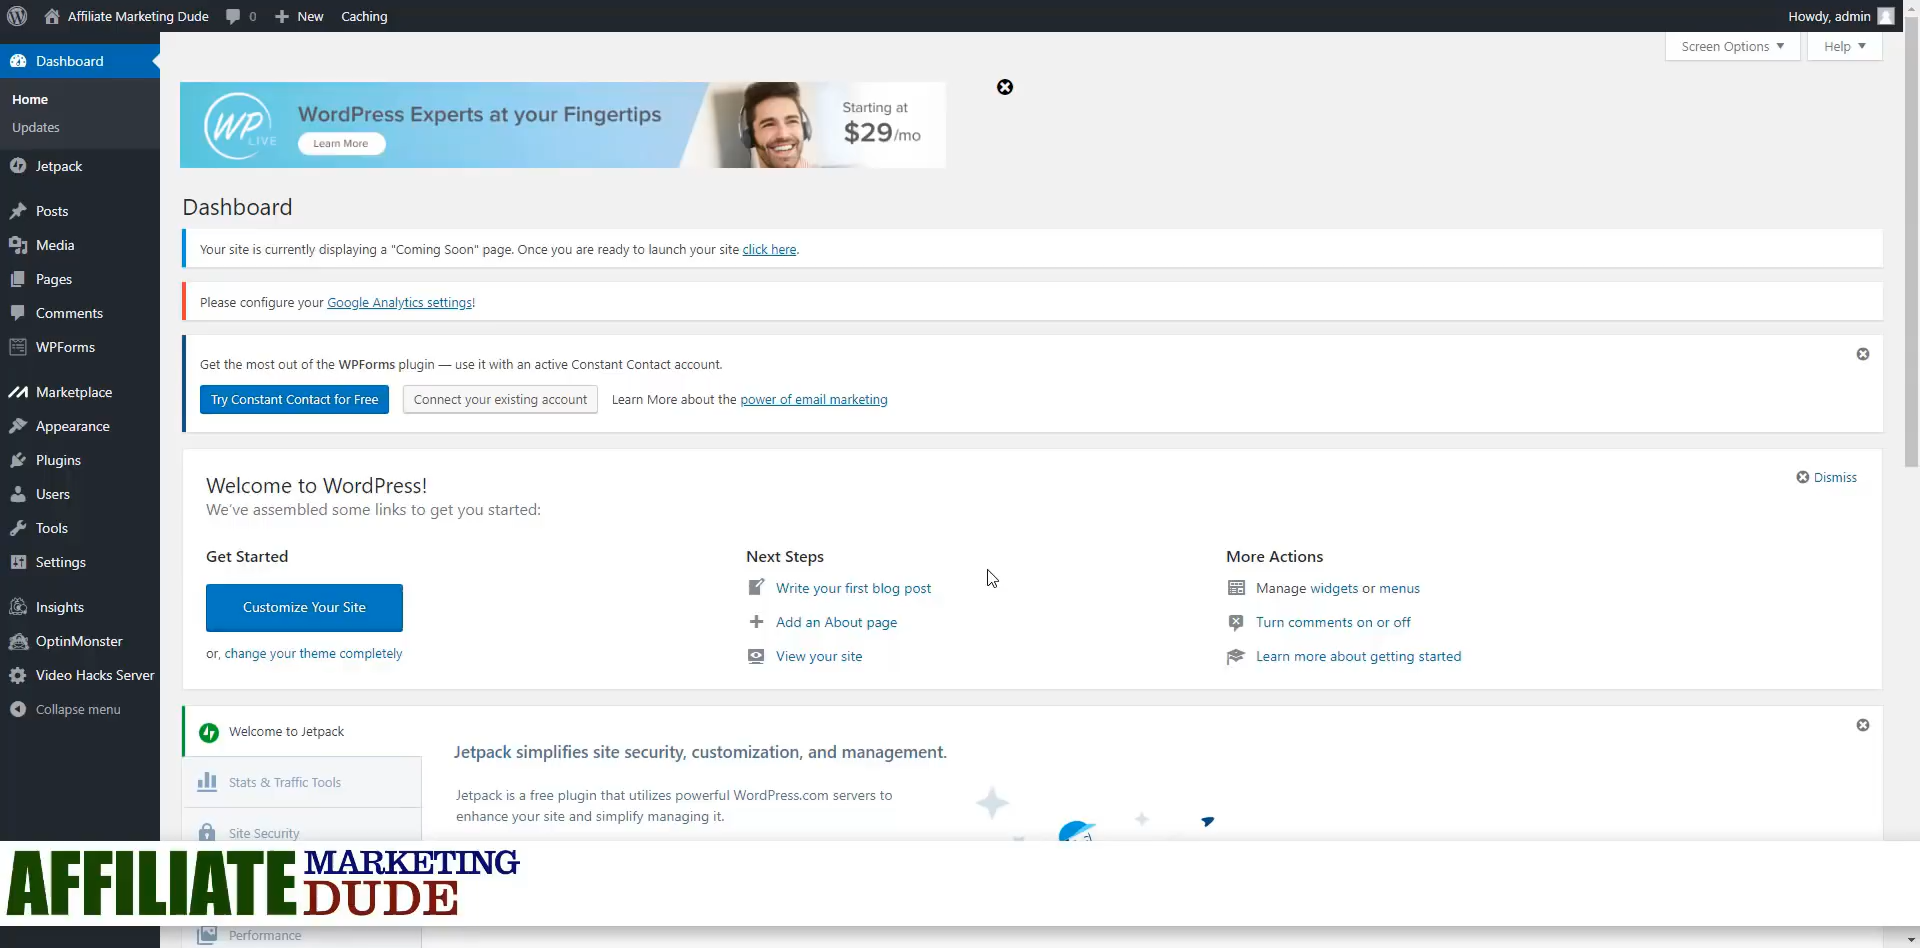 Affiliate Marketing Dude 0 New Caching Howdy, admin
Screen Options Help
Dashboard
Home
Updates
Jetpack
Posts
Media
Pages
Comments
WPForms
Marketplace
Appearance
Plugins
Users
Tools
Settings
Insights
OptinMonster
Video Hacks Server
Collapse menu
WP LIVE
WordPress Experts at your Fingertips
Learn More
Starting at
$29/mo
Dashboard
Your site is currently displaying a "Coming Soon" page. Once you are ready to launch your site click here.
Please configure your Google Analytics settings!
Get the most out of the WPForms plugin — use it with an active Constant Contact account.
Try Constant Contact for Free Connect your existing account Learn More about the power of email marketing
Welcome to WordPress!
Dismiss
We've assembled some links to get you started:
Get Started
Customize Your Site
or, change your theme completely
Next Steps
Write your first blog post
Add an About page
View your site
More Actions
Manage widgets or menus
Turn comments on or off
Learn more about getting started
Welcome to Jetpack
Stats & Traffic Tools
Site Security
Performance
Jetpack simplifies site security, customization, and management.
Jetpack is a free plugin that utilizes powerful WordPress.com servers to
enhance your site and simplify managing it.
AFFILIATE MARKETING
DUDE